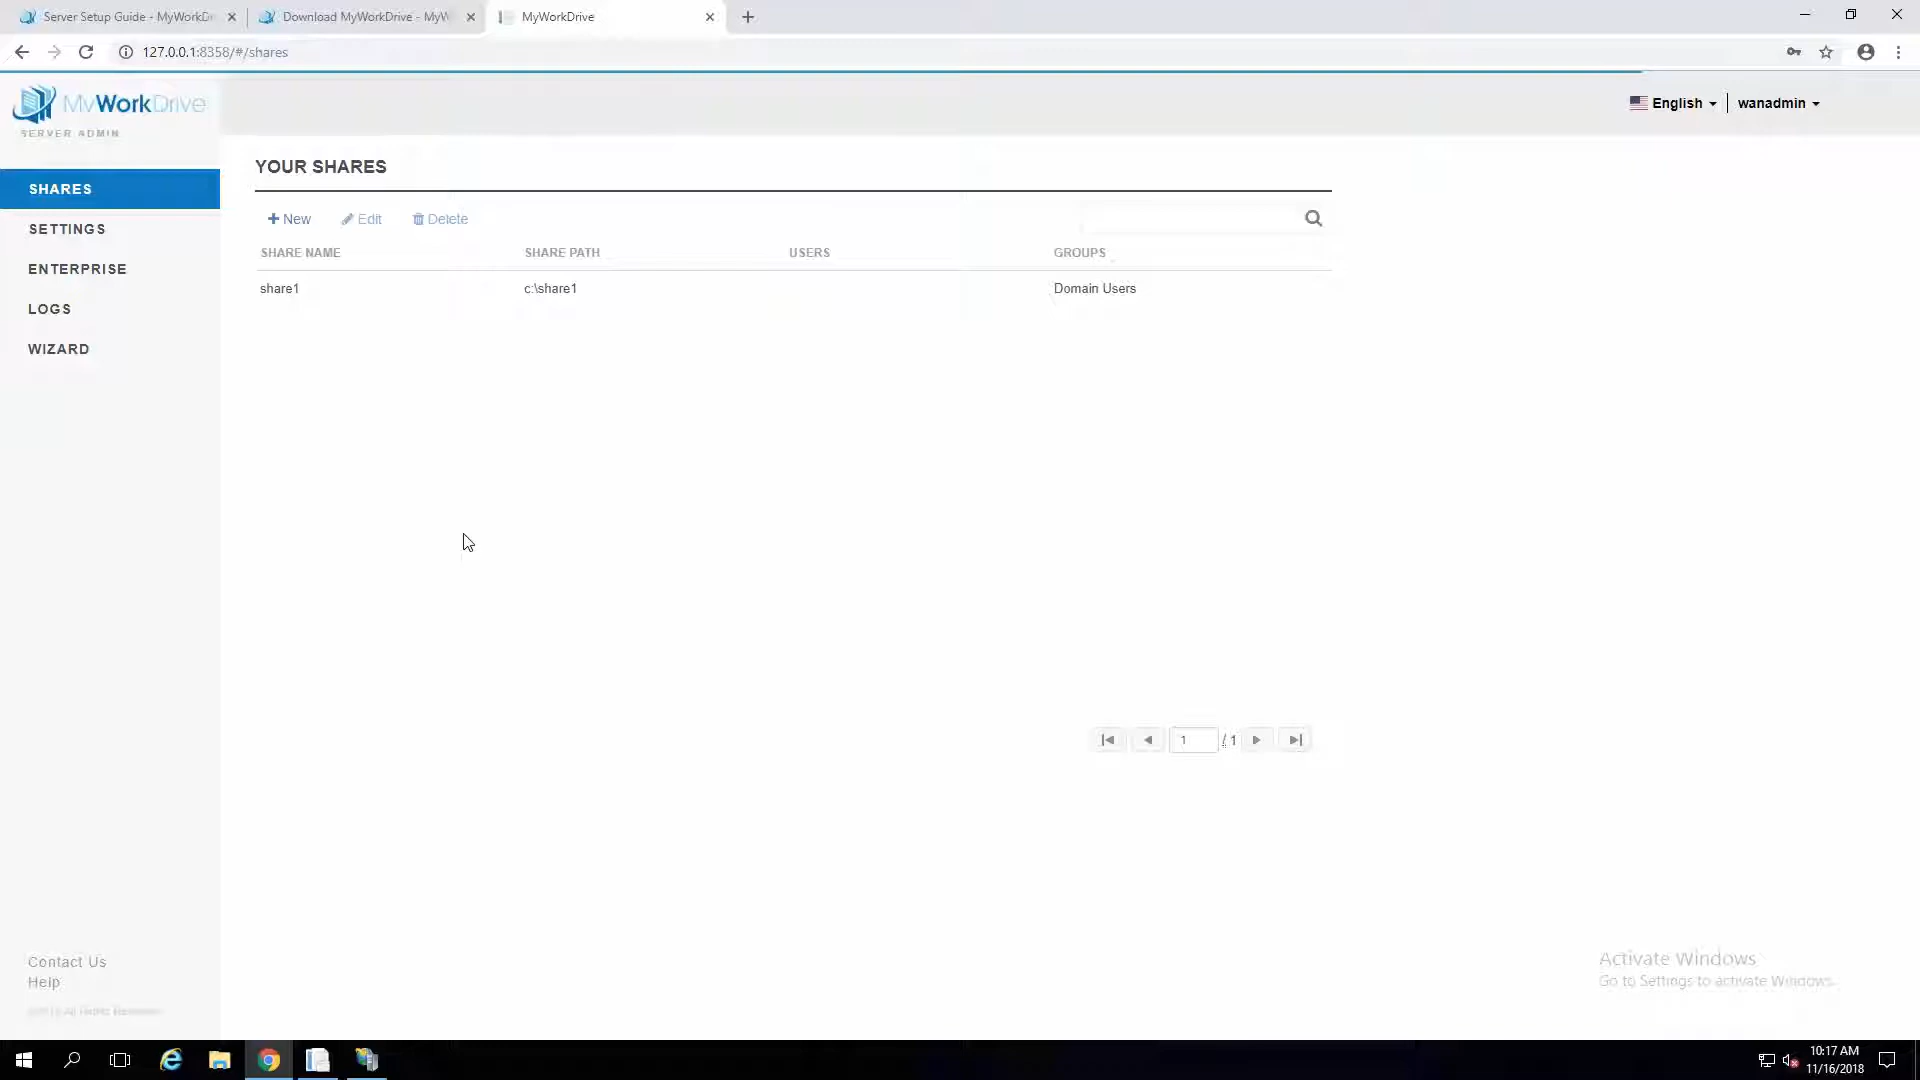 Server Setup Guide - MyWorkDr
Download MyWorkDrive - MyW
MyWorkDrive
127.0.0.1:8358/#/shares
MyWorkDrive
SERVER ADMIN
English
wanadmin
SHARES
SETTINGS
ENTERPRISE
LOGS
WIZARD
YOUR SHARES
New Edit Delete
SHARE NAME SHARE PATH USERS GROUPS
share1 c:\share1 Domain Users
1 / 1
Contact Us
Help
All Rights Reserved
Activate Windows
Go to Settings to activate Windows.
10:17 AM
11/16/2018